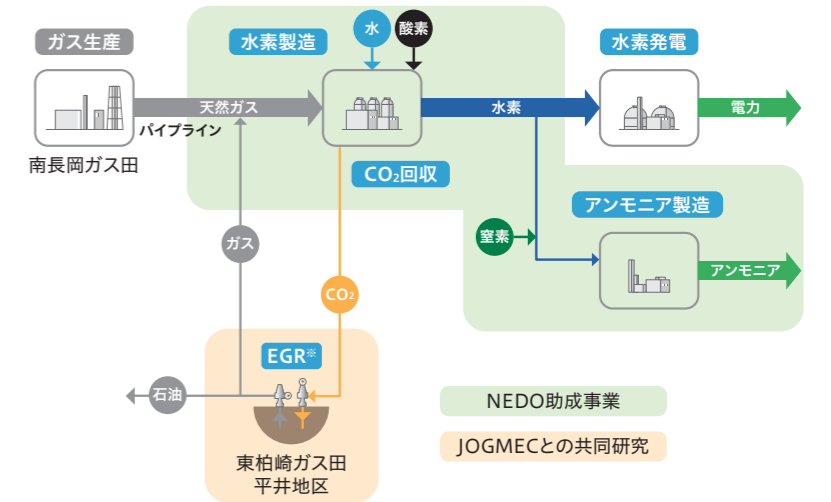 ガス生産
水素製造
水
酸素
水素発電
天然ガス
水素
電力
パイプライン
南長岡ガス田
CO₂回収
アンモニア製造
窒素
ガス
アンモニア
CO₂
EGR※
石油
東柏崎ガス田
平井地区
NEDO助成事業
JOGMECとの共同研究